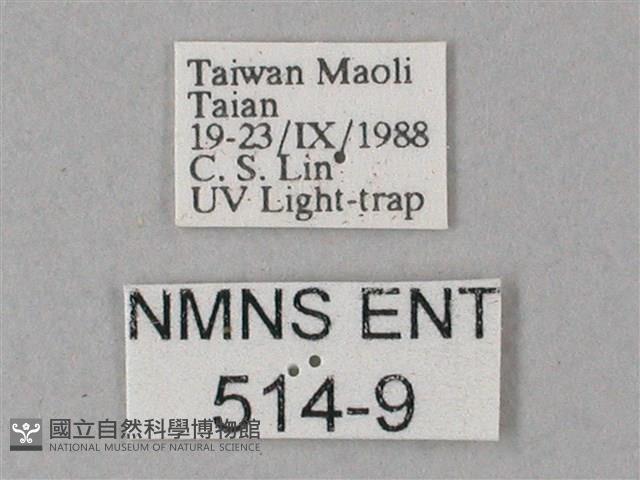 Taiwan Maoli
Taian
19-23/IX/1988
C. S. Lin
UV Light-trap
NMNS ENT
514-9
國立自然科學博物館
NATIONAL MUSEUM OF NATURAL SCIENCE